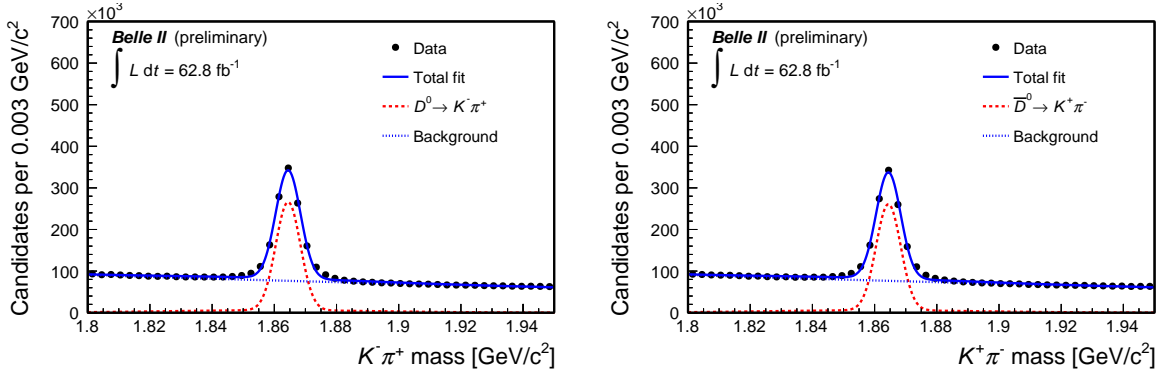 ×10³
Candidates per 0.003 GeV/c²
700
600
500
400
300
200
100
0
Belle II (preliminary)
∫ L dt = 62.8 fb⁻¹
Data
Total fit
D⁰ → K⁻π⁺
Background
1.8 1.82 1.84 1.86 1.88 1.9 1.92 1.94
K⁻π⁺ mass [GeV/c²]
×10³
Candidates per 0.003 GeV/c²
700
600
500
400
300
200
100
0
Belle II (preliminary)
∫ L dt = 62.8 fb⁻¹
Data
Total fit
D̅⁰ → K⁺π⁻
Background
1.8 1.82 1.84 1.86 1.88 1.9 1.92 1.94
K⁺π⁻ mass [GeV/c²]